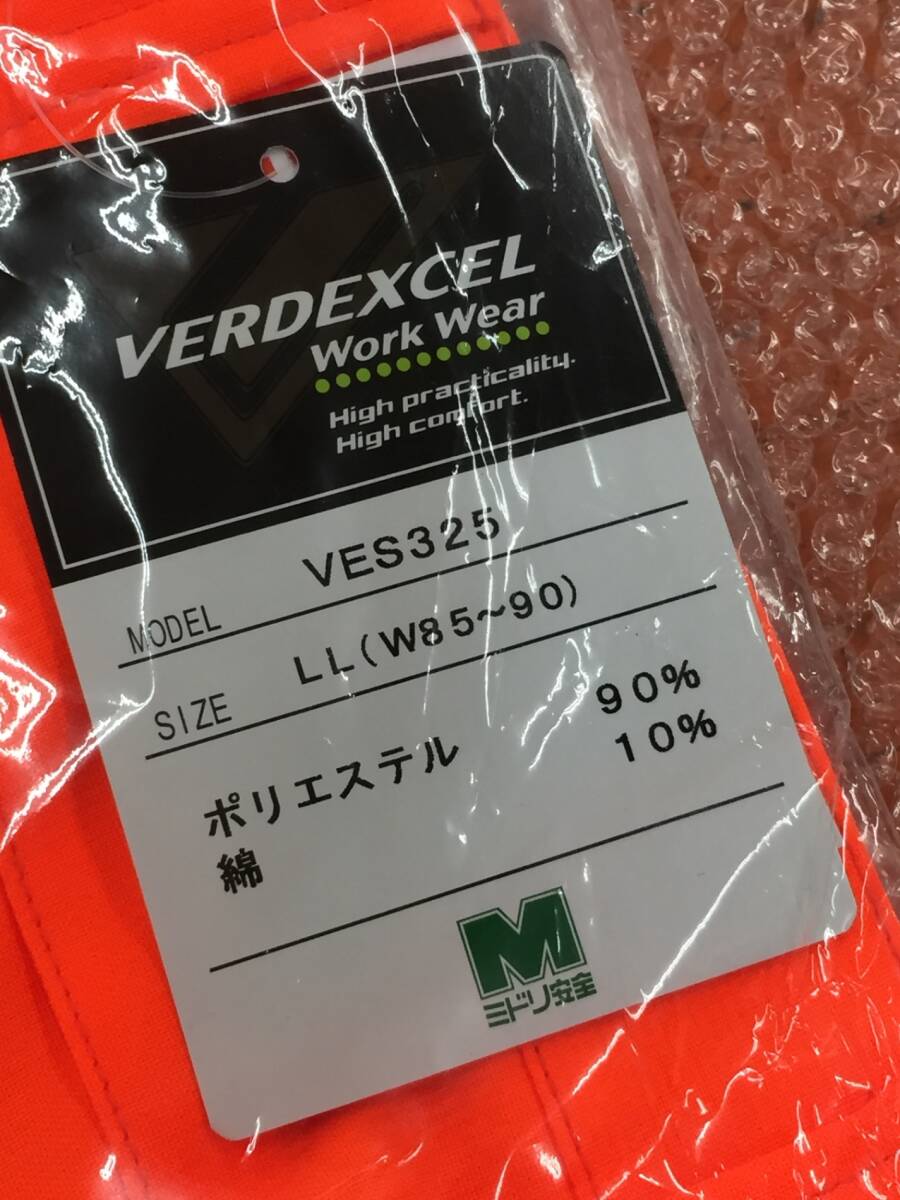 VERDEXCEL
Work Wear
High practicality.
High comfort.
MODEL VES325
SIZE LL(W85~90)
ポリエステル 90%
綿 10%
M
ミドリ安全